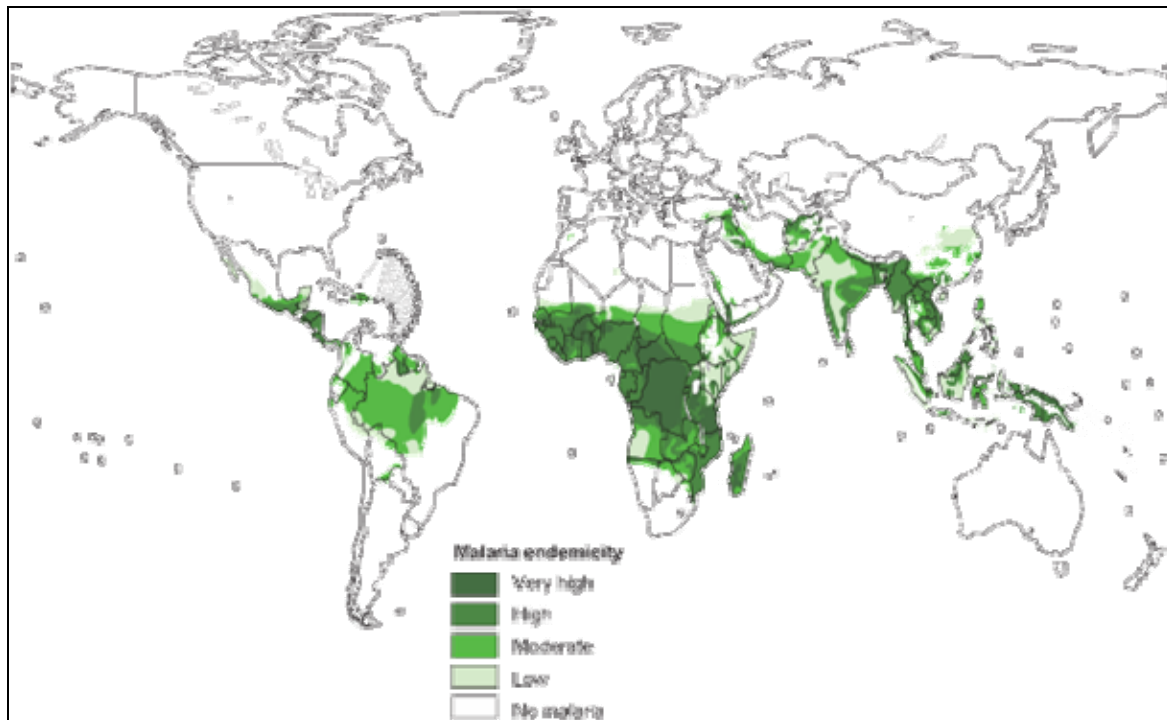 Malaria endemicity
Very high
High
Moderate
Low
No malaria